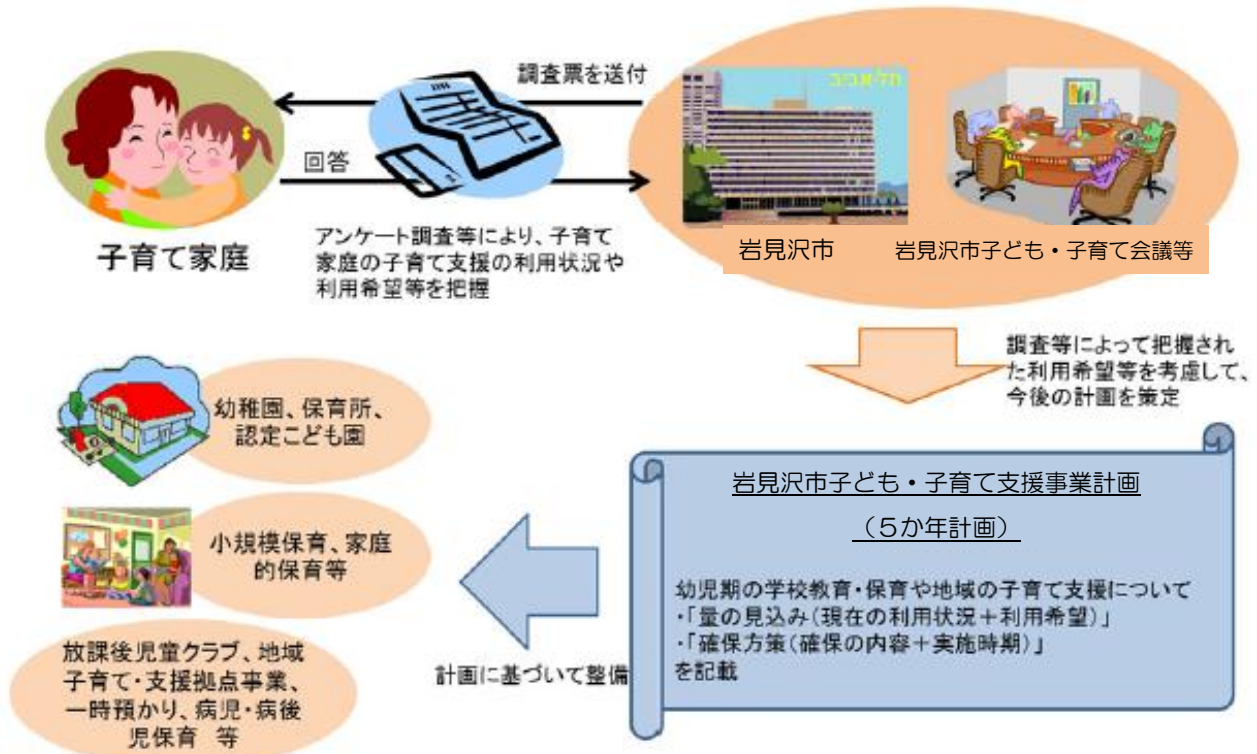 調査票を送付
回答
子育て家庭
アンケート調査等により、子育て
家庭の子育て支援の利用状況や
利用希望等を把握
תל-אביב
岩見沢市
岩見沢市子ども・子育て会議等
調査等によって把握され
た利用希望等を考慮して、
今後の計画を策定
岩見沢市子ども・子育て支援事業計画
（５か年計画）
幼児期の学校教育・保育や地域の子育て支援について
・「量の見込み（現在の利用状況＋利用希望）」
・「確保方策（確保の内容＋実施時期）」
を記載
計画に基づいて整備
幼稚園、保育所、
認定こども園
小規模保育、家庭
的保育等
放課後児童クラブ、地域
子育て・支援拠点事業、
一時預かり、病児・病後
児保育　等